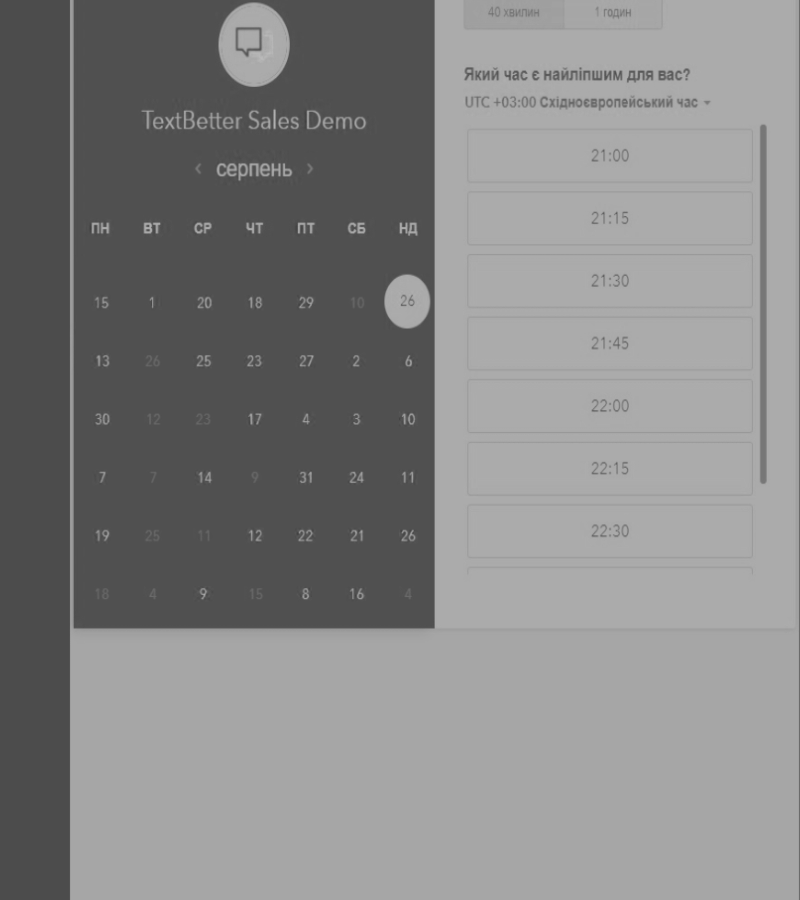 40 хвилин 1 годин
Який час є найліпшим для вас?
UTC +03:00 Східноєвропейський час
TextBetter Sales Demo
серпень
ПН ВТ СР ЧТ ПТ СБ НД
15 1 20 18 29 10 26
13 26 25 23 27 2 6
30 12 23 17 4 3 10
7 7 14 9 31 24 11
19 25 11 12 22 21 26
18 4 9 15 8 16 4
21:00
21:15
21:30
21:45
22:00
22:15
22:30